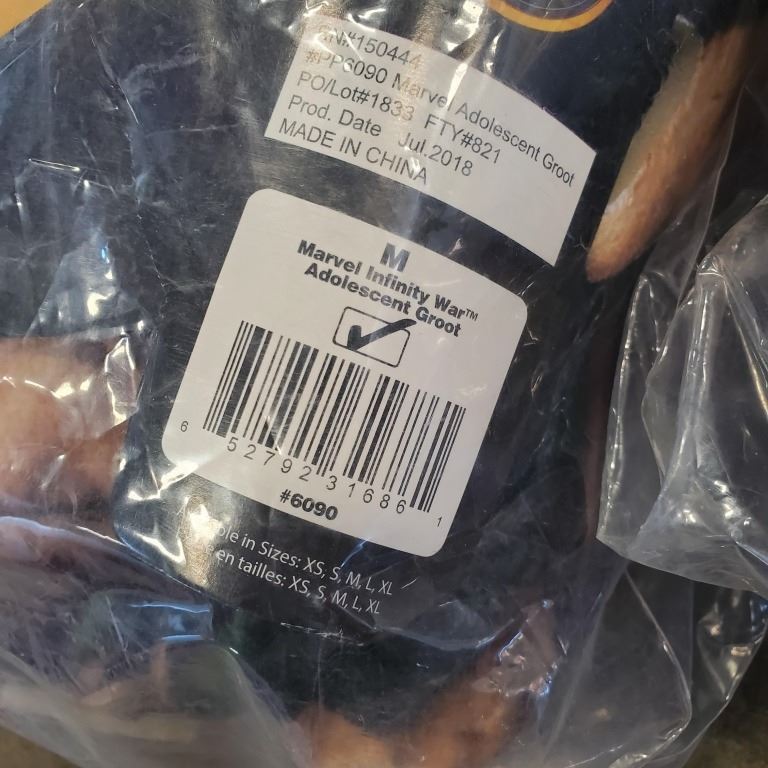 #150444
#PP6090 Marvel Adolescent Groot
PO/Lot#1833 FTY#821
Prod. Date Jul.2018
MADE IN CHINA
M
Marvel Infinity War™
Adolescent Groot
6 52792 31686 1
#6090
in Sizes: XS, S, M, L, XL
en tailles: XS, S, M, L, XL